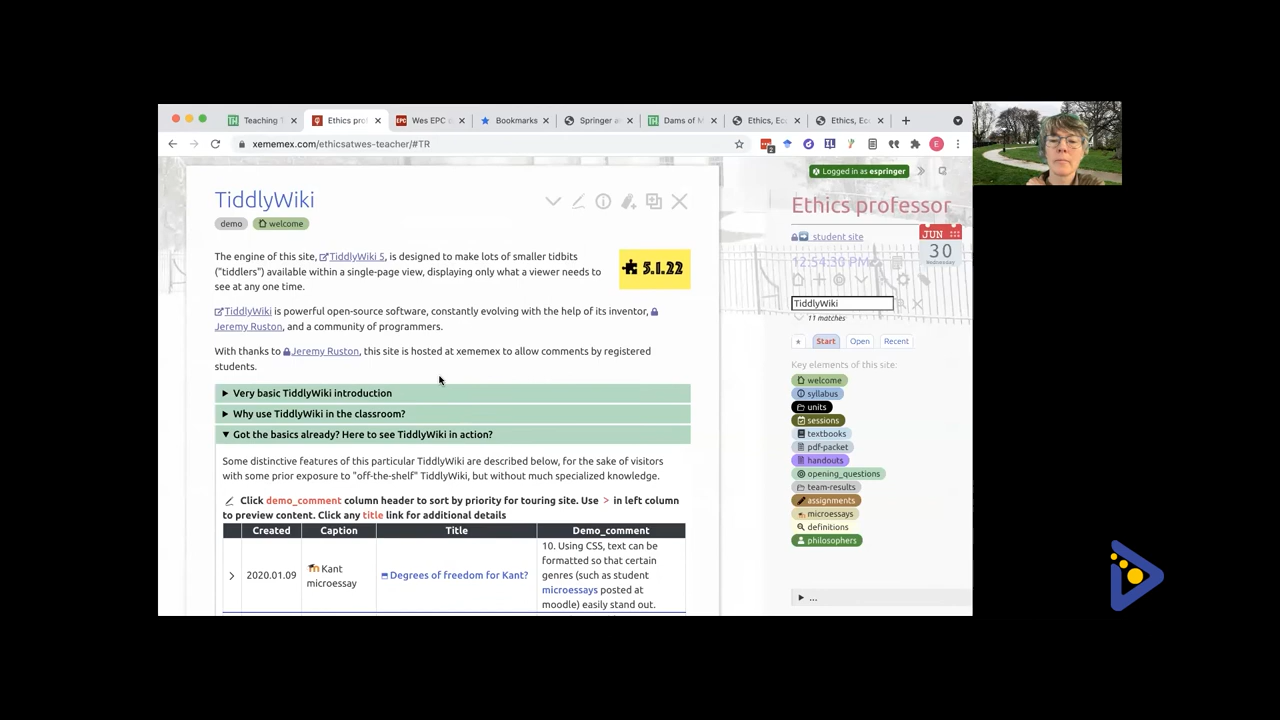 Teaching T
Ethics prof
Wes EPC
Bookmarks
Springer a
Dams of M
Ethics, Ec
Ethics, Ec
xememex.com/ethicsatwes-teacher/#TR
Logged in as espringer
TiddlyWiki
demo
welcome
The engine of this site, TiddlyWiki 5, is designed to make lots of smaller tidbits
("tiddlers") available within a single-page view, displaying only what a viewer needs to
see at any one time.
5.1.22
TiddlyWiki is powerful open-source software, constantly evolving with the help of its inventor,
Jeremy Ruston, and a community of programmers.
With thanks to Jeremy Ruston, this site is hosted at xememex to allow comments by registered
students.
Very basic TiddlyWiki introduction
Why use TiddlyWiki in the classroom?
Got the basics already? Here to see TiddlyWiki in action?
Some distinctive features of this particular TiddlyWiki are described below, for the sake of visitors
with some prior exposure to "off-the-shelf" TiddlyWiki, but without much specialized knowledge.
Click demo_comment column header to sort by priority for touring site. Use > in left column
to preview content. Click any title link for additional details
Created Caption Title Demo_comment
2020.01.09
Kant
microessay
Degrees of freedom for Kant?
10. Using CSS, text can be
formatted so that certain
genres (such as student
microessays posted at
moodle) easily stand out.
Ethics professor
student site
JUN
30
Wednesday
12:54:30 PM
TiddlyWiki
11 matches
Start
Open
Recent
Key elements of this site:
welcome
syllabus
units
sessions
textbooks
pdf-packet
handouts
opening_questions
team-results
assignments
microessays
definitions
philosophers
...